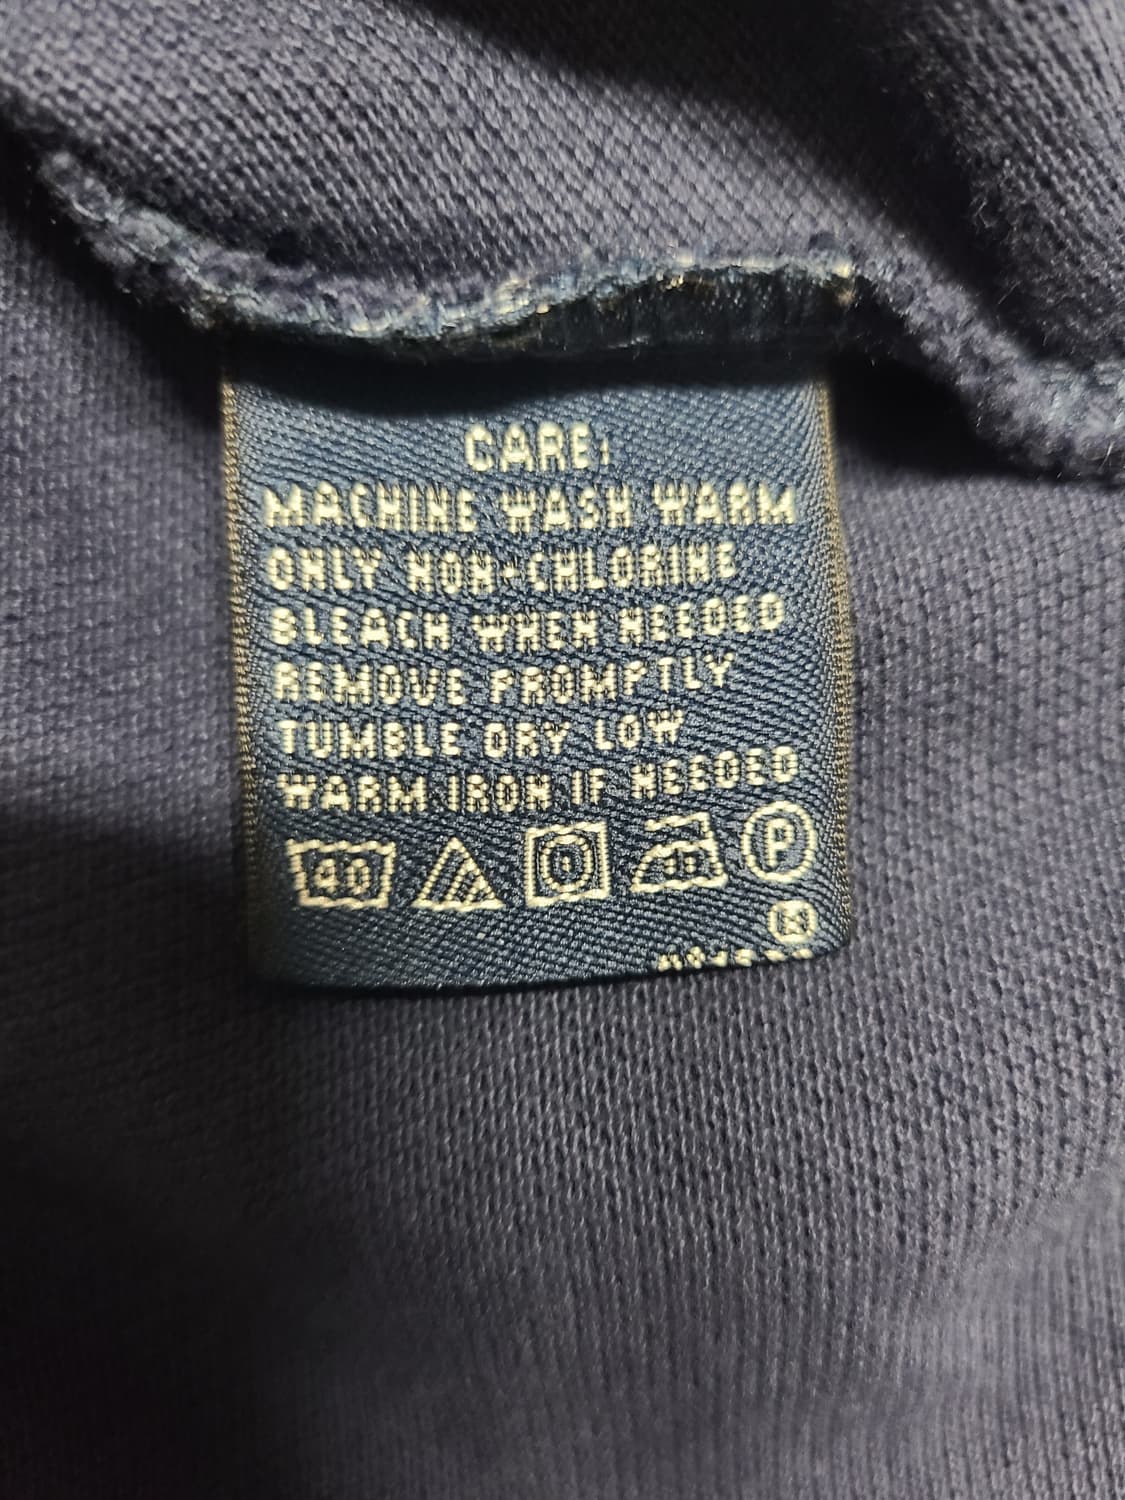 CARE:
MACHINE WASH WARM
ONLY NON-CHLORINE
BLEACH WHEN NEEDED
REMOVE PROMPTLY
TUMBLE DRY LOW
WARM IRON IF NEEDED
40
P